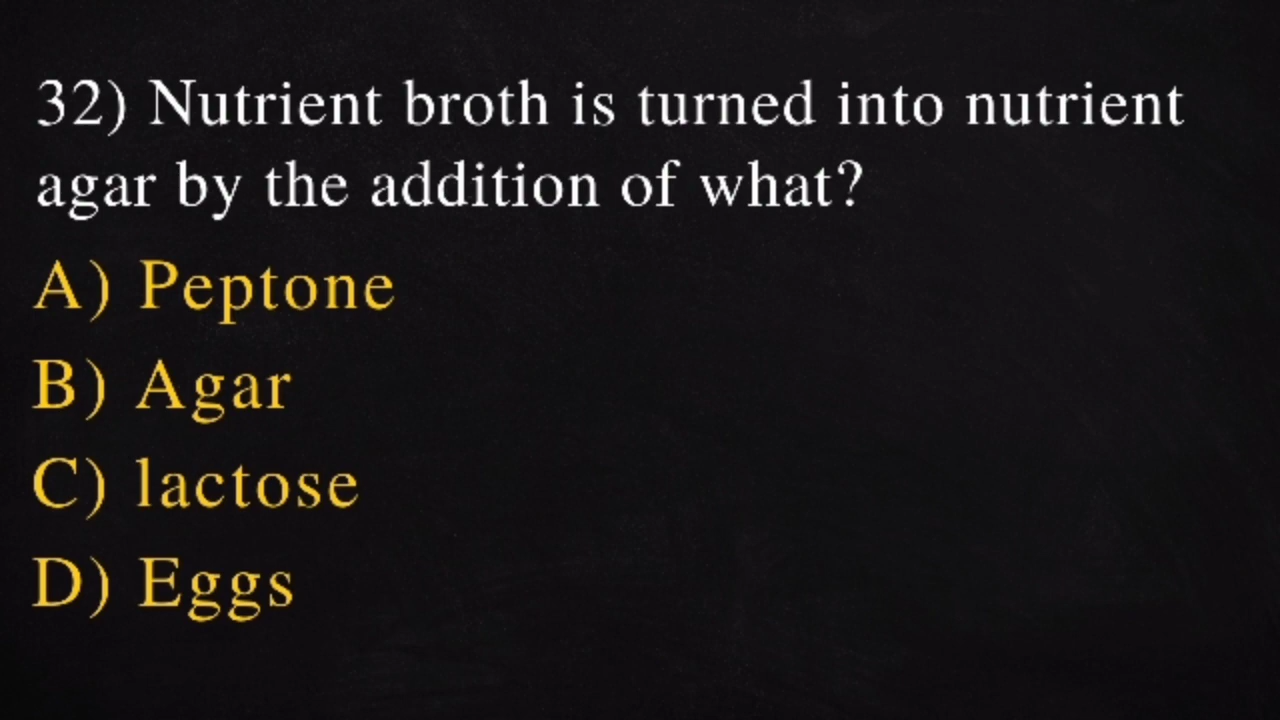 32) Nutrient broth is turned into nutrient
agar by the addition of what?
A) Peptone
B) Agar
C) lactose
D) Eggs